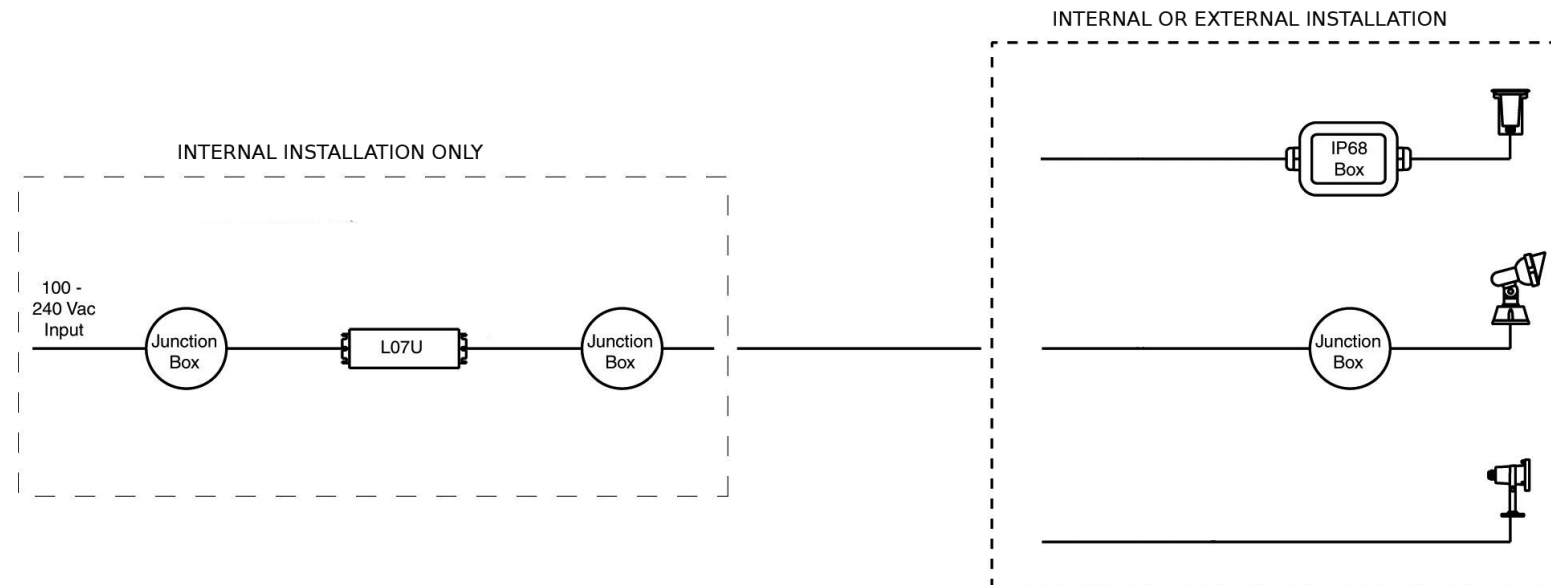 INTERNAL OR EXTERNAL INSTALLATION
INTERNAL INSTALLATION ONLY
IP68
Box
100 -
240 Vac
Input
Junction
Box
L07U
Junction
Box
Junction
Box